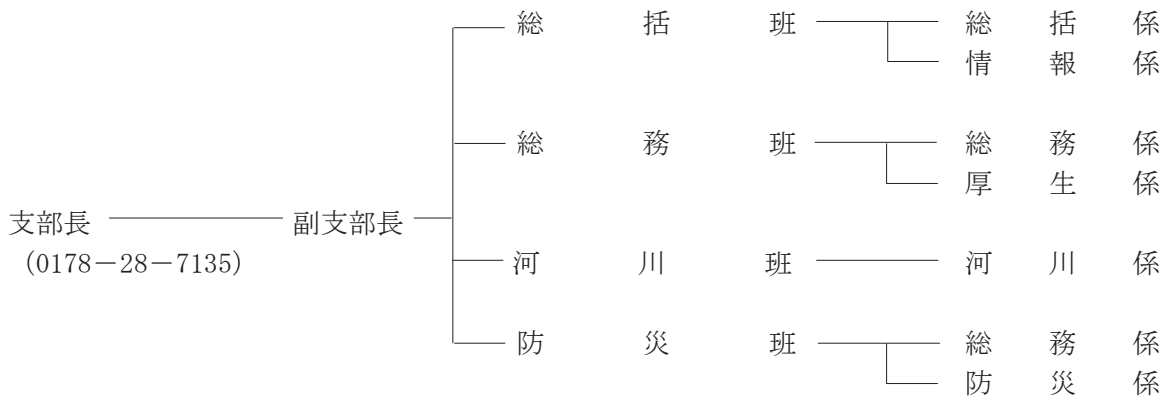 総括班 総括係
情報係
総務班 総務係
厚生係
支部長 副支部長
（0178－28－7135）
河川班 河川係
防災班 総務係
防災係